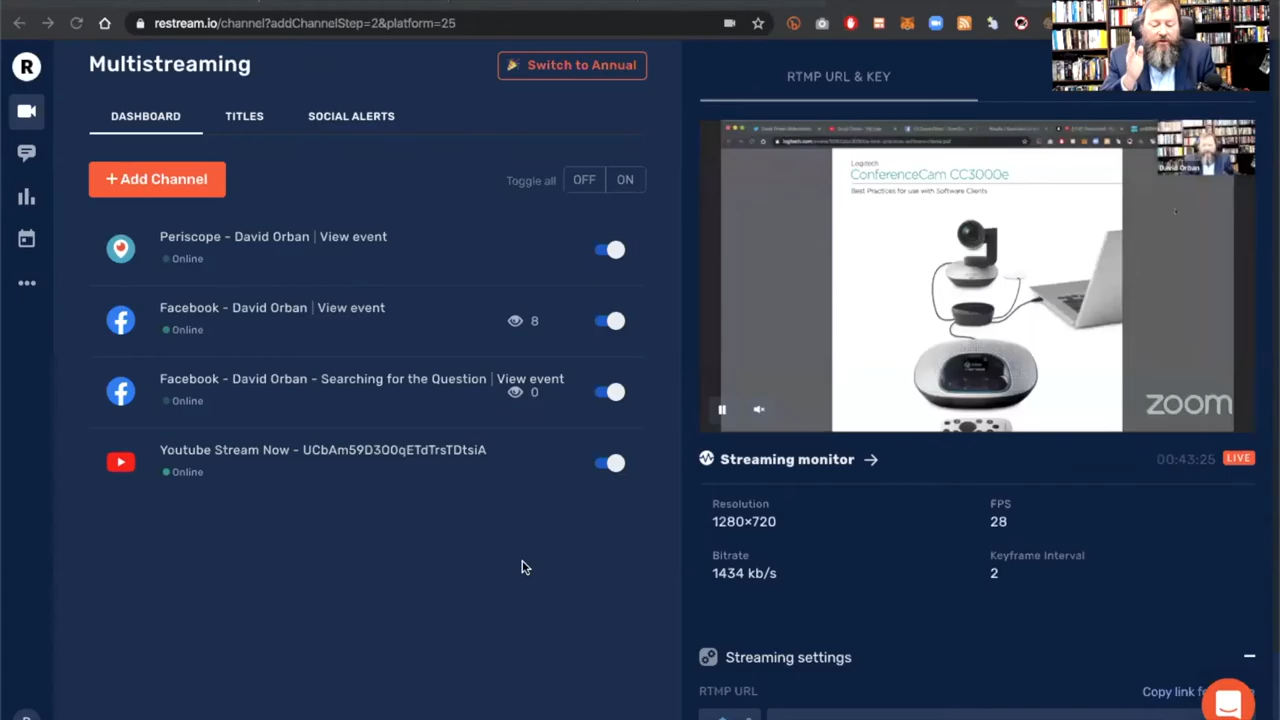 restream.io/channel?addChannelStep=2&platform=25
R
Multistreaming
Switch to Annual
DASHBOARD
TITLES
SOCIAL ALERTS
+Add Channel
Toggle all
OFF
ON
Periscope - David Orban | View event
Online
Facebook - David Orban | View event
Online
8
Facebook - David Orban - Searching for the Question | View event
Online
0
Youtube Stream Now - UCbAm59D3O0qETdTrsTDtsiA
Online
RTMP URL & KEY
David Orban
Logitech
ConferenceCam CC3000e
Best Practices for use with Software Clients
zoom
Streaming monitor →
00:43:25
LIVE
Resolution
FPS
1280×720
28
Bitrate
Keyframe Interval
1434 kb/s
2
Streaming settings
RTMP URL
Copy link